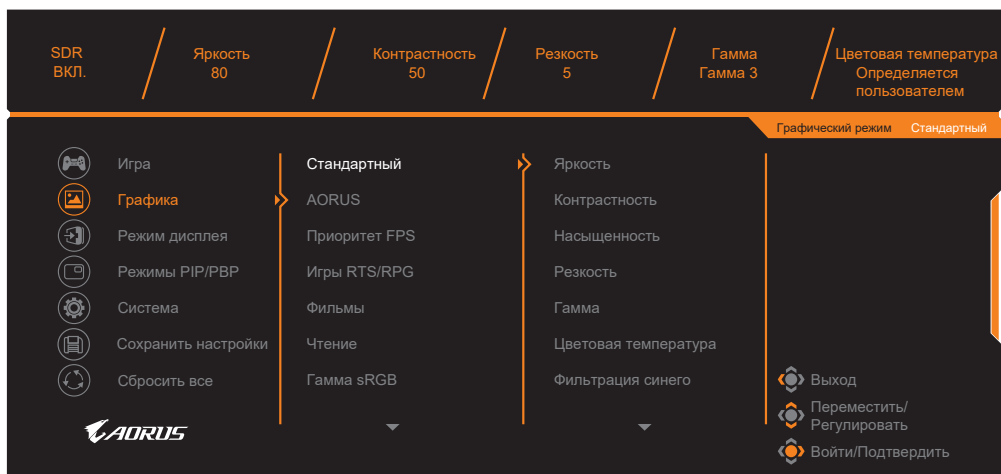 SDR
ВКЛ.
Яркость
80
Контрастность
50
Резкость
5
Гамма
Гамма 3
Цветовая температура
Определяется
пользователем
Графический режим Стандартный
Игра
Графика
Режим дисплея
Режимы PIP/PBP
Система
Сохранить настройки
Сбросить все
Стандартный
AORUS
Приоритет FPS
Игры RTS/RPG
Фильмы
Чтение
Гамма sRGB
Яркость
Контрастность
Насыщенность
Резкость
Гамма
Цветовая температура
Фильтрация синего
Выход
Переместить/
Регулировать
Войти/Подтвердить
AORUS